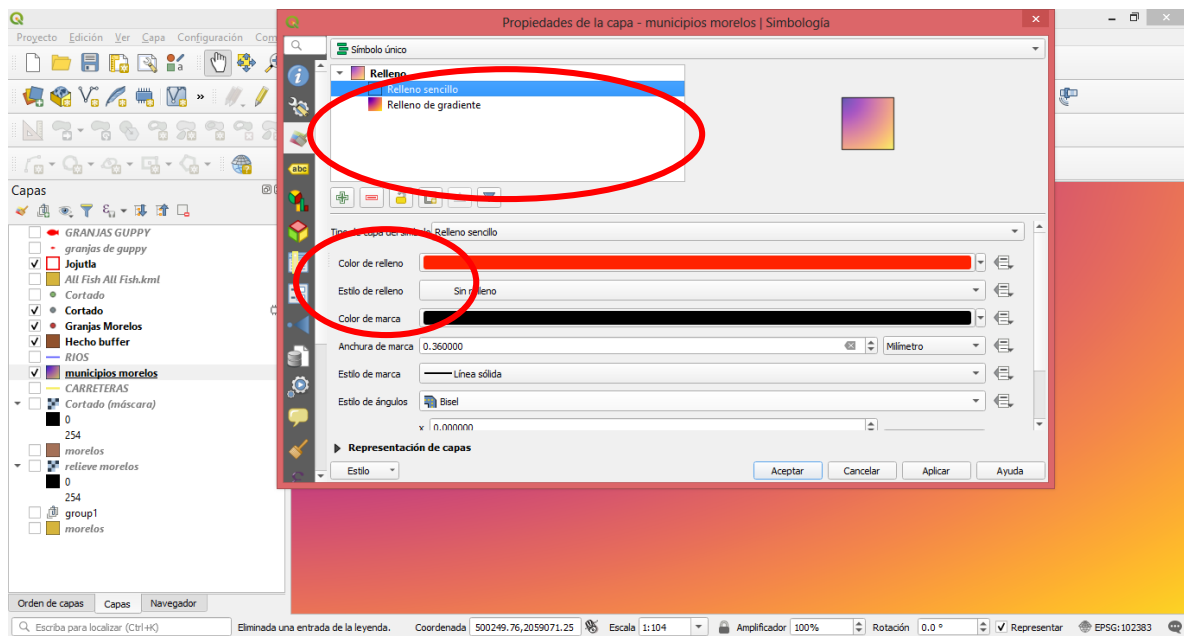 Propiedades de la capa - municipios morelos | Simbología
Proyecto Edición Ver Capa Configuración
Símbolo único
Relleno
Relleno sencillo
Relleno de gradiente
abc
Capas
GRANJAS GUPPY
granjas de guppy
Jojutla
All Fish All Fish.kml
Cortado
Cortado
Granjas Morelos
Hecho buffer
RIOS
municipios morelos
CARRETERAS
Cortado (máscara)
0
254
morelos
relieve morelos
0
254
group1
morelos
Tipo de capa del símbolo Relleno sencillo
Color de relleno
Estilo de relleno Sin relleno
Color de marca
Anchura de marca 0.360000 Milímetro
Estilo de marca Línea sólida
Estilo de ángulos Bisel
x 0.000000
Representación de capas
Estilo Aceptar Cancelar Aplicar Ayuda
Orden de capas Capas Navegador
Escriba para localizar (Ctrl+K) Eliminada una entrada de la leyenda. Coordenada 500249.76,2059071.25 Escala 1:104 Amplificador 100% Rotación 0.0 ° Representar EPSG:102383